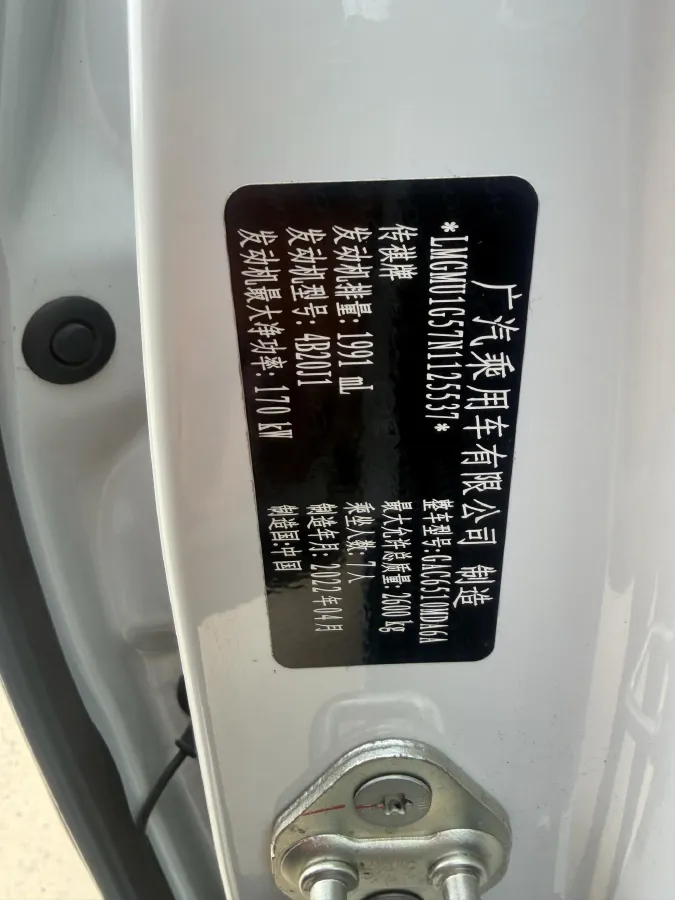 广汽乘用车有限公司 制造
*LMGMU1G57N1125537*
传祺牌 整车型号:GAC6510MDA6A
发动机排量:1991 mL 最大允许总质量:2600 kg
发动机型号:4B20J1 乘坐人数:7人
发动机最大净功率:170 kW 制造年月:2022年04月
制造国:中国